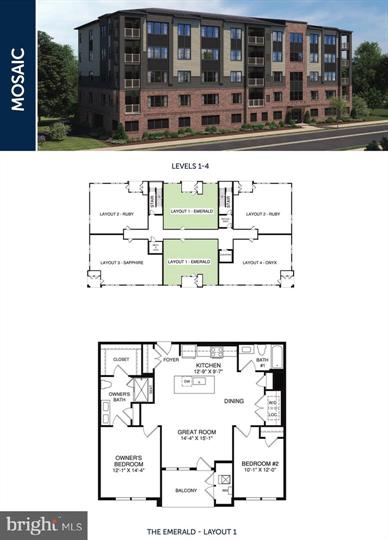 MOSAIC
LEVELS 1-4
LAYOUT 2 - RUBY
STAIR
LAYOUT 1 - EMERALD
STAIR
LAYOUT 2 - RUBY
LAYOUT 3 - SAPPHIRE
LAYOUT 1 - EMERALD
LAYOUT 4 - ONYX
CLOSET
FOYER
KITCHEN
12'-9" X 9'-7"
BATH
#1
OWNER'S
BATH
DW
DINING
W/D
LOC.
GREAT ROOM
14'-4" X 15'-1"
OWNER'S
BEDROOM
12'-1" X 14'-4"
BEDROOM #2
10'-1" X 12'-0"
BALCONY
bright MLS
THE EMERALD - LAYOUT 1